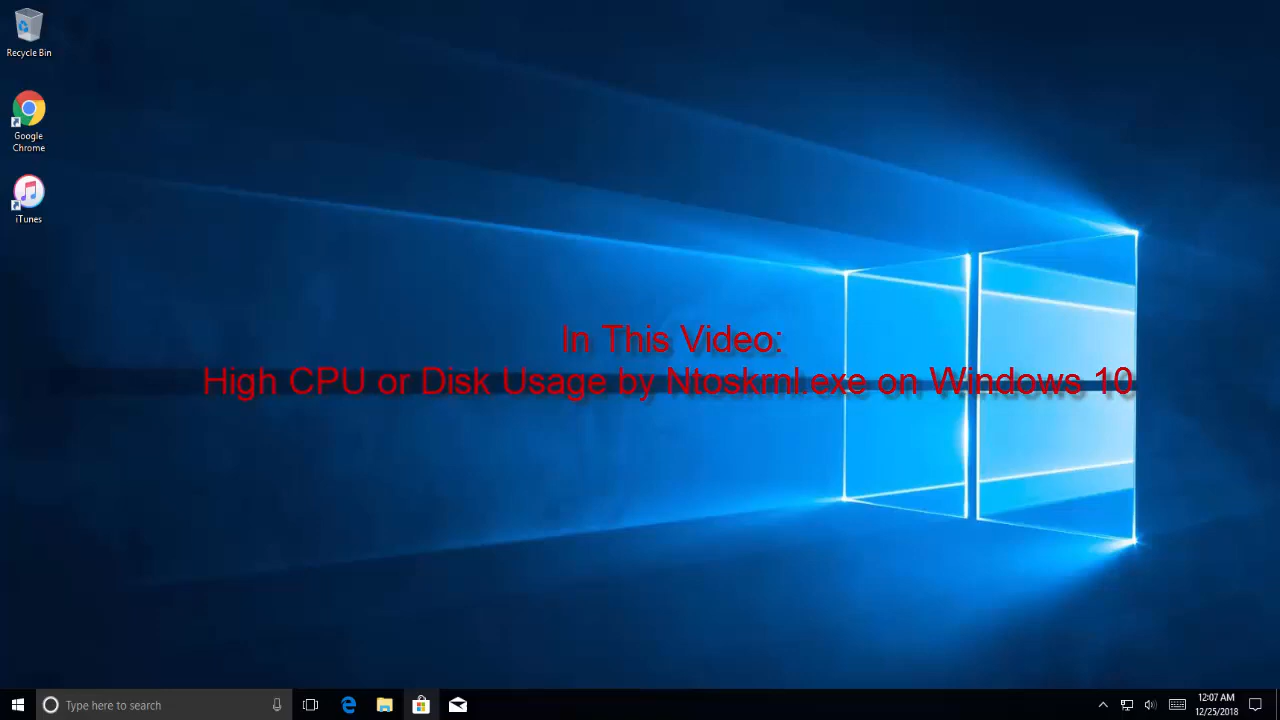 Recycle Bin
Google
Chrome
iTunes
In This Video:
High CPU or Disk Usage by Ntoskrnl.exe on Windows 10
Type here to search
12:07 AM
12/25/2018